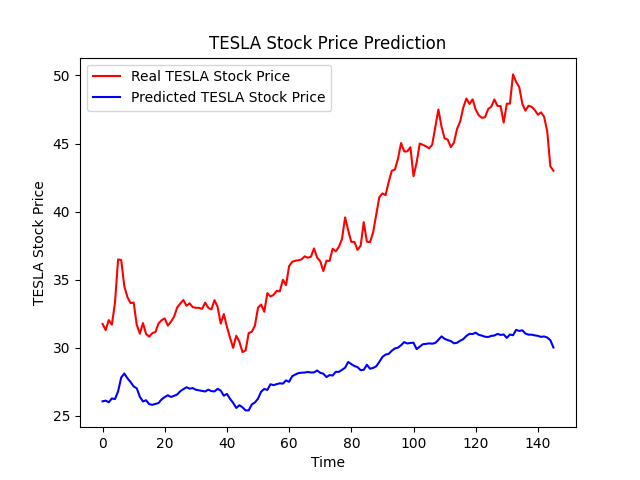 TESLA Stock Price Prediction
Real TESLA Stock Price
Predicted TESLA Stock Price
TESLA Stock Price
50
45
40
35
30
25
0 20 40 60 80 100 120 140
Time